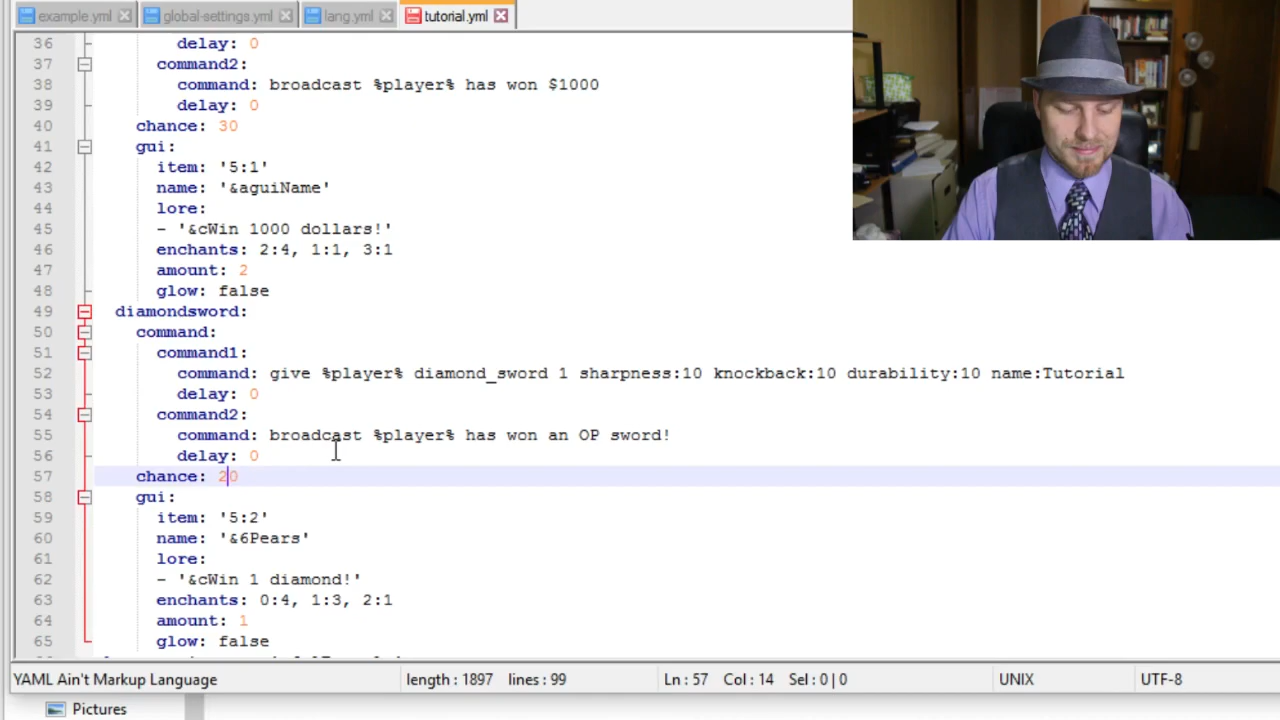 example.yml global-settings.yml lang.yml tutorial.yml
36 delay: 0
37 command2:
38 command: broadcast %player% has won $1000
39 delay: 0
40 chance: 30
41 gui:
42 item: '5:1'
43 name: '&aguiName'
44 lore:
45 - '&cWin 1000 dollars!'
46 enchants: 2:4, 1:1, 3:1
47 amount: 2
48 glow: false
49 diamondsword:
50 command:
51 command1:
52 command: give %player% diamond_sword 1 sharpness:10 knockback:10 durability:10 name:Tutorial
53 delay: 0
54 command2:
55 command: broadcast %player% has won an OP sword!
56 delay: 0
57 chance: 20
58 gui:
59 item: '5:2'
60 name: '&6Pears'
61 lore:
62 - '&cWin 1 diamond!'
63 enchants: 0:4, 1:3, 2:1
64 amount: 1
65 glow: false
YAML Ain't Markup Language length : 1897 lines : 99 Ln : 57 Col : 14 Sel : 0 | 0 UNIX UTF-8
Pictures